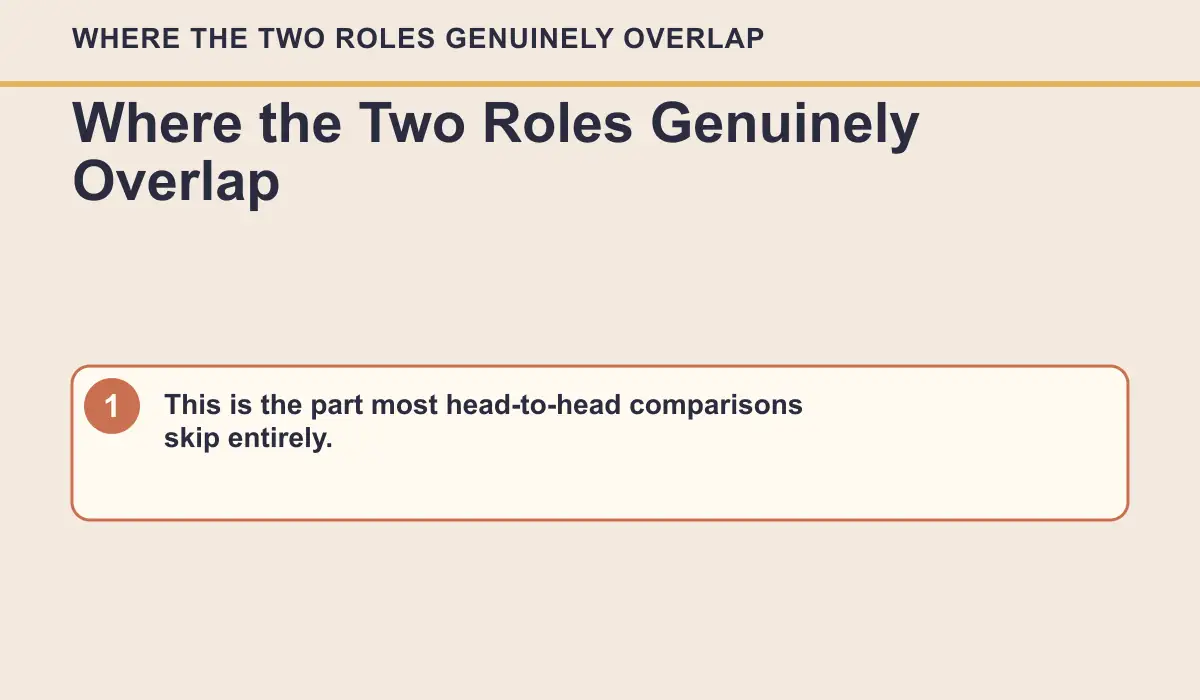 WHERE THE TWO ROLES GENUINELY OVERLAP
Where the Two Roles Genuinely
Overlap
1
This is the part most head-to-head comparisons
skip entirely.